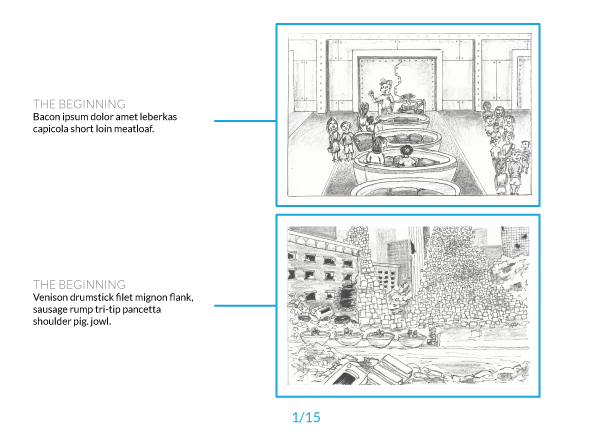 THE BEGINNING
Bacon ipsum dolor amet leberkas
capicola short loin meatloaf.
THE BEGINNING
Venison drumstick filet mignon flank,
sausage rump tri-tip pancetta
shoulder pig. jowl.
1/15